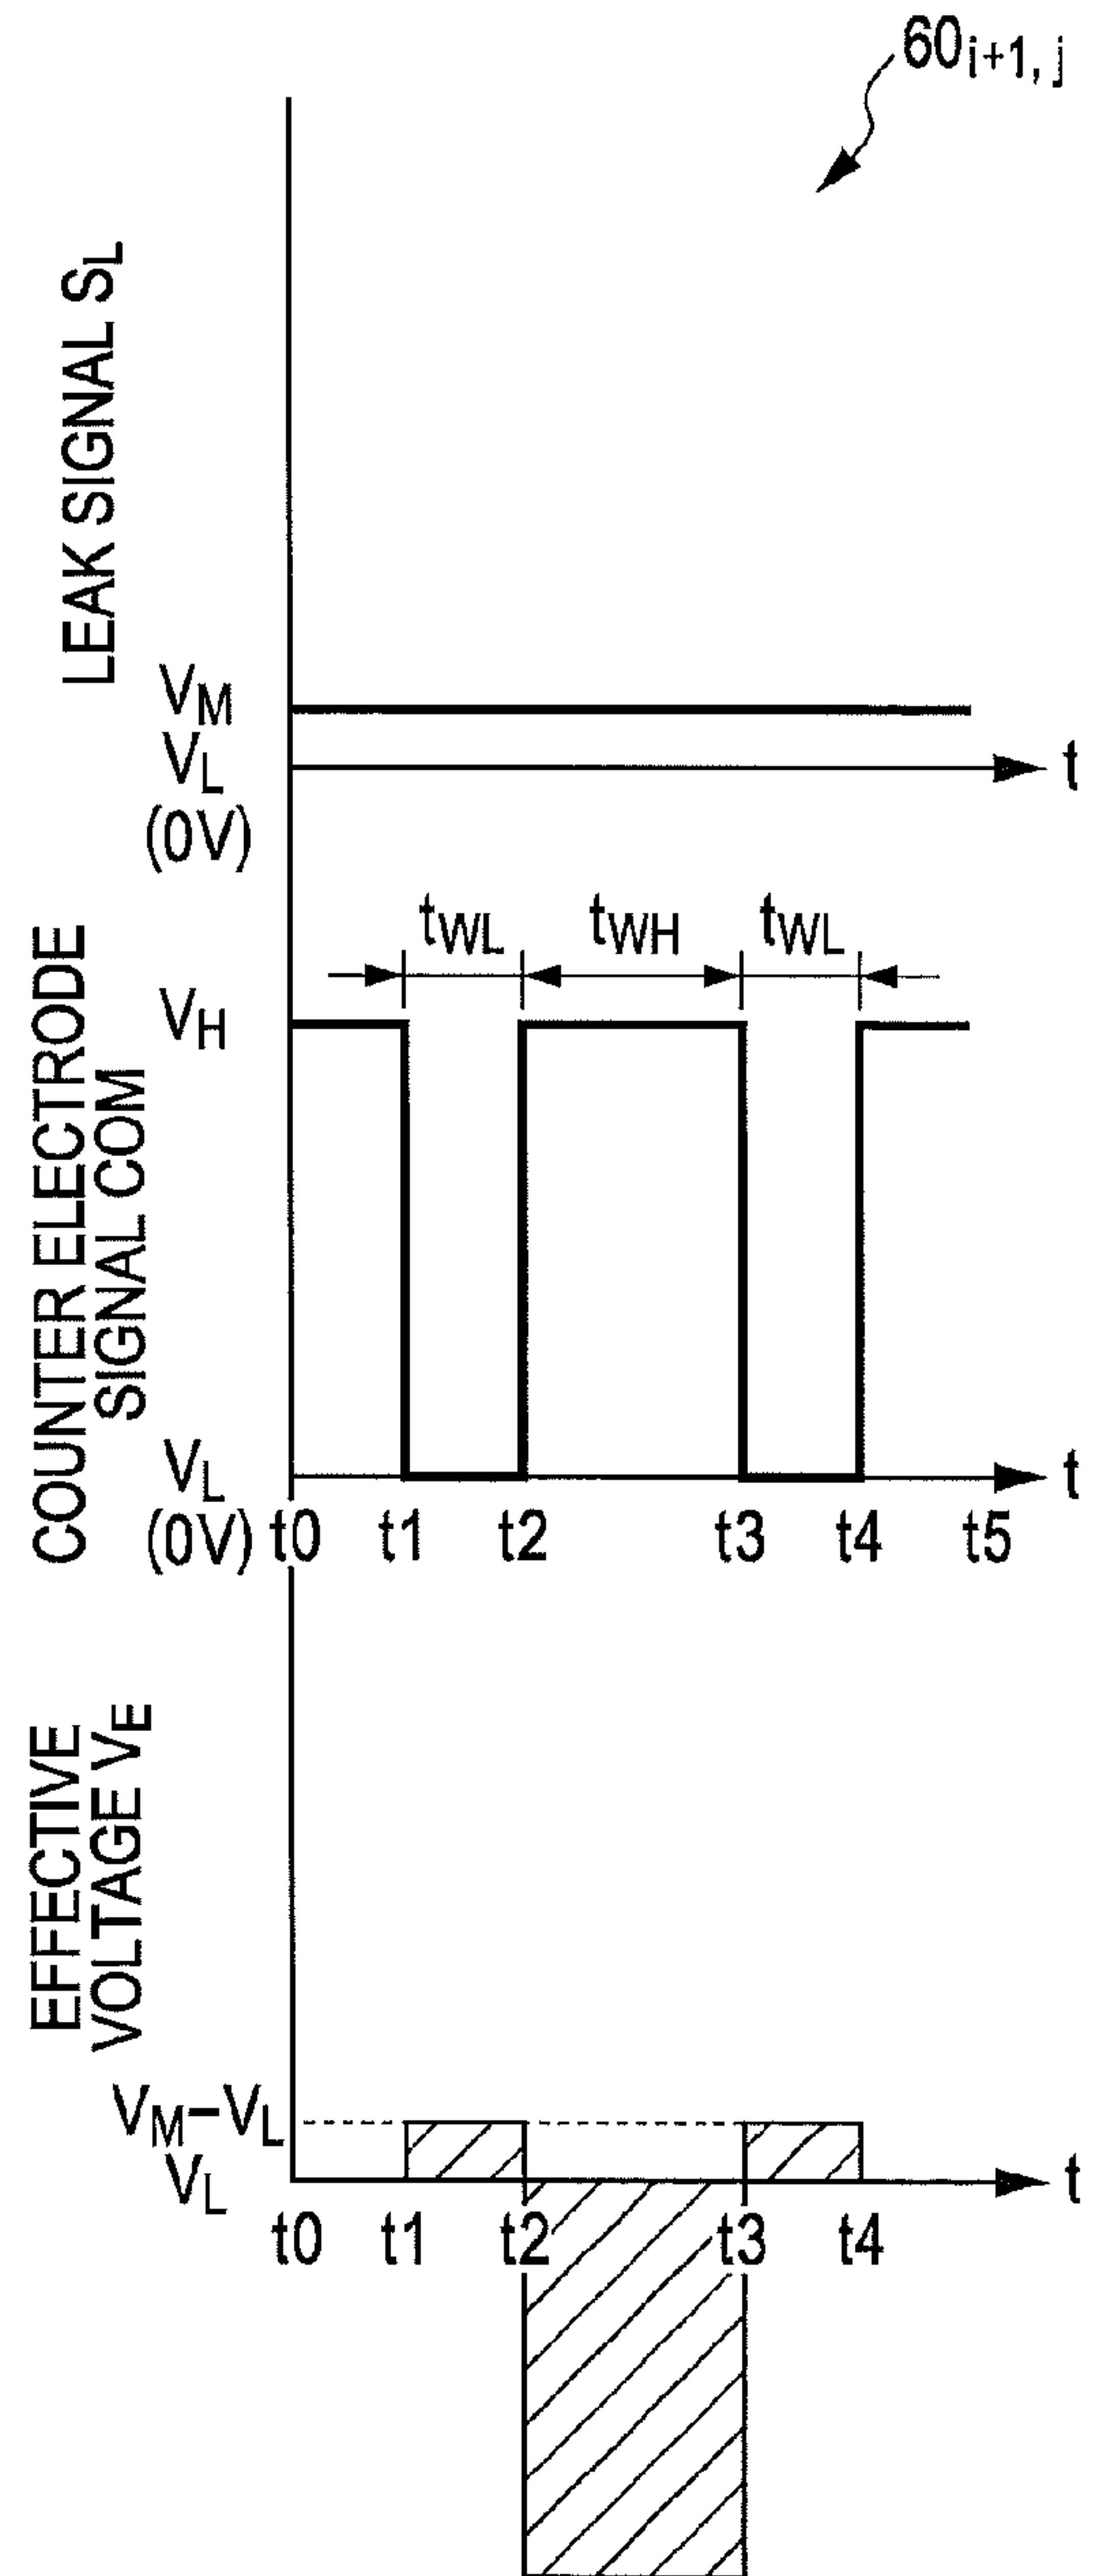 60i+1, j
LEAK SIGNAL SL
VM
VL
(0V)
t
tWL
tWH
tWL
COUNTER ELECTRODE
SIGNAL COM
VH
VL
(0V)
t
t0
t1
t2
t3
t4
t5
EFFECTIVE
VOLTAGE VE
VM−VL
VL
t
t0
t1
t2
t3
t4